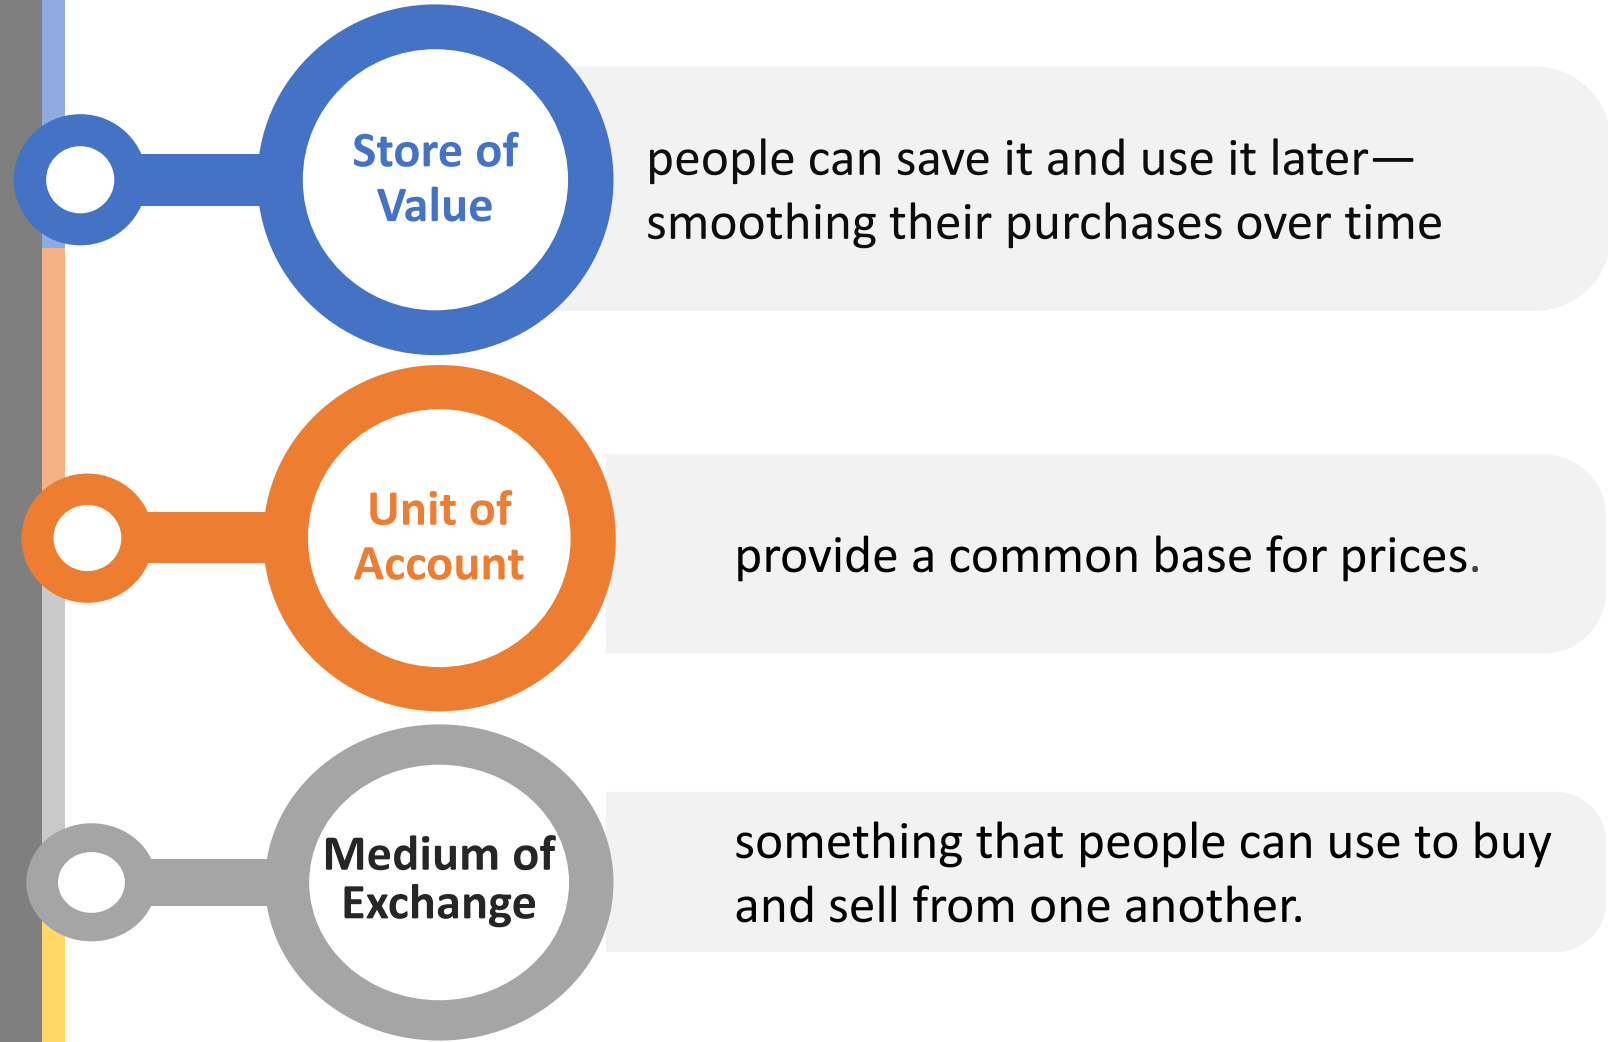 Store of
Value
people can save it and use it later—
smoothing their purchases over time
Unit of
Account
provide a common base for prices.
Medium of
Exchange
something that people can use to buy
and sell from one another.